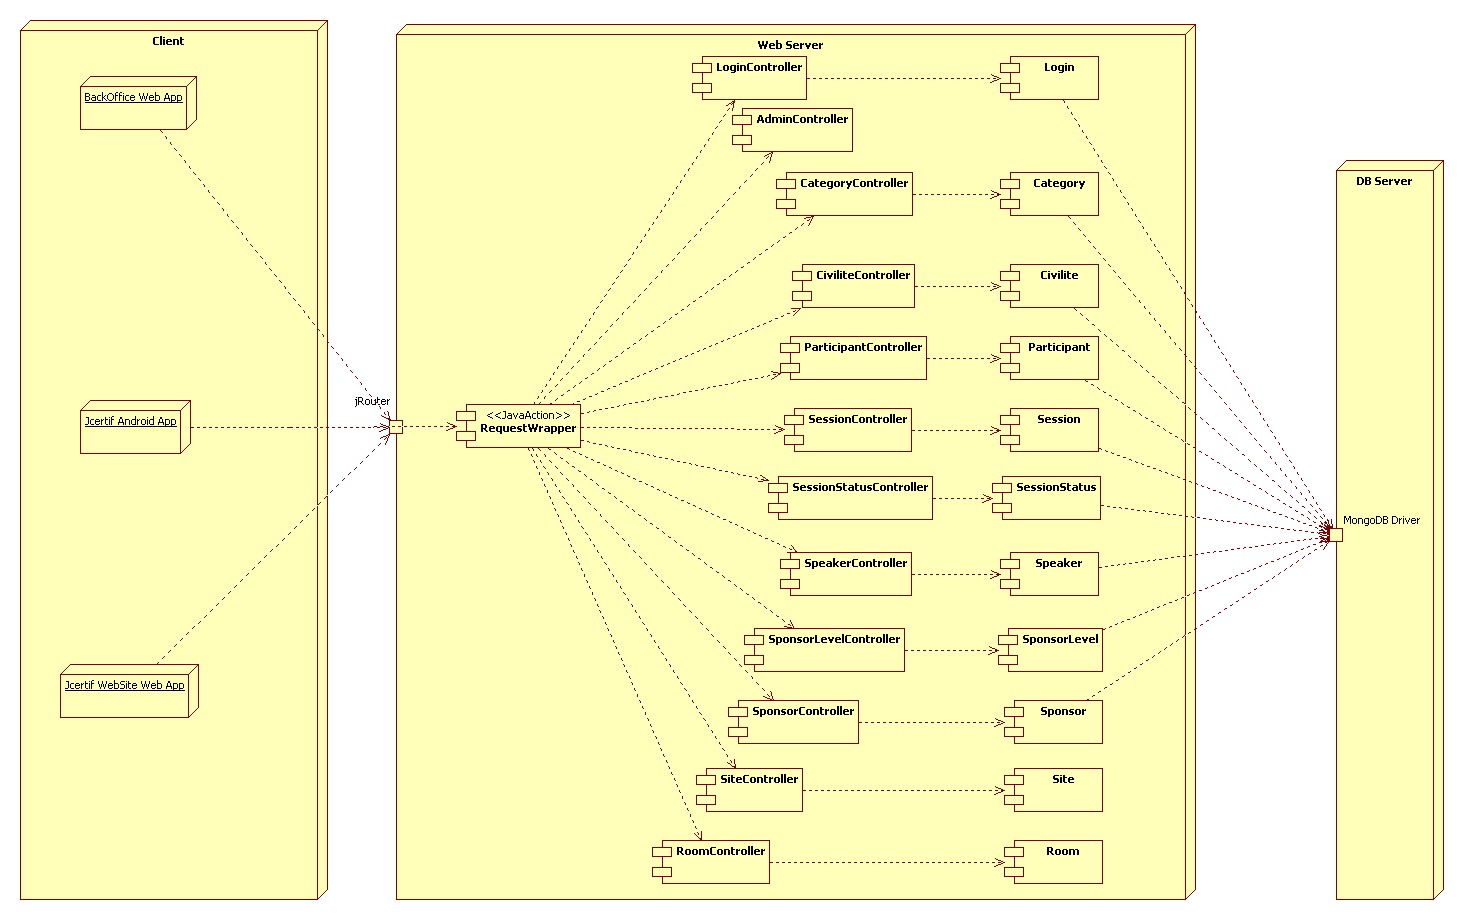 Client
BackOffice Web App
Jcertif Android App
Jcertif WebSite Web App
jRouter
Web Server
<<JavaAction>>
RequestWrapper
LoginController
Login
AdminController
CategoryController
Category
CiviliteController
Civilite
ParticipantController
Participant
SessionController
Session
SessionStatusController
SessionStatus
SpeakerController
Speaker
SponsorLevelController
SponsorLevel
SponsorController
Sponsor
SiteController
Site
RoomController
Room
DB Server
MongoDB Driver